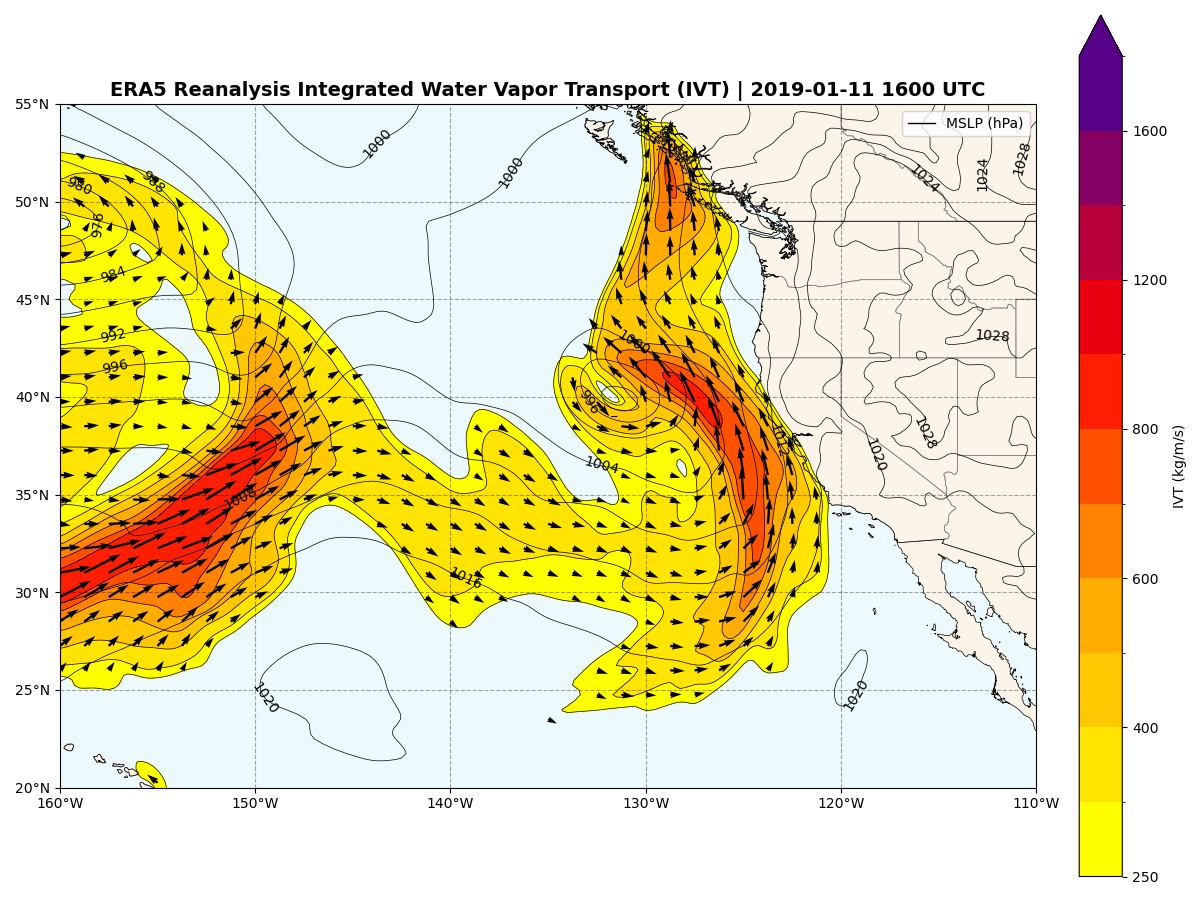 ERA5 Reanalysis Integrated Water Vapor Transport (IVT) | 2019-01-11 1600 UTC
MSLP (hPa)
55°N
50°N
45°N
40°N
35°N
30°N
25°N
20°N
160°W
150°W
140°W
130°W
120°W
110°W
1000
1000
1024
1024
1028
980
988
976
984
992
996
1000
1028
996
1012
1028
1020
1004
1008
1016
1020
1020
1600
1200
800
600
400
250
IVT (kg/m/s)